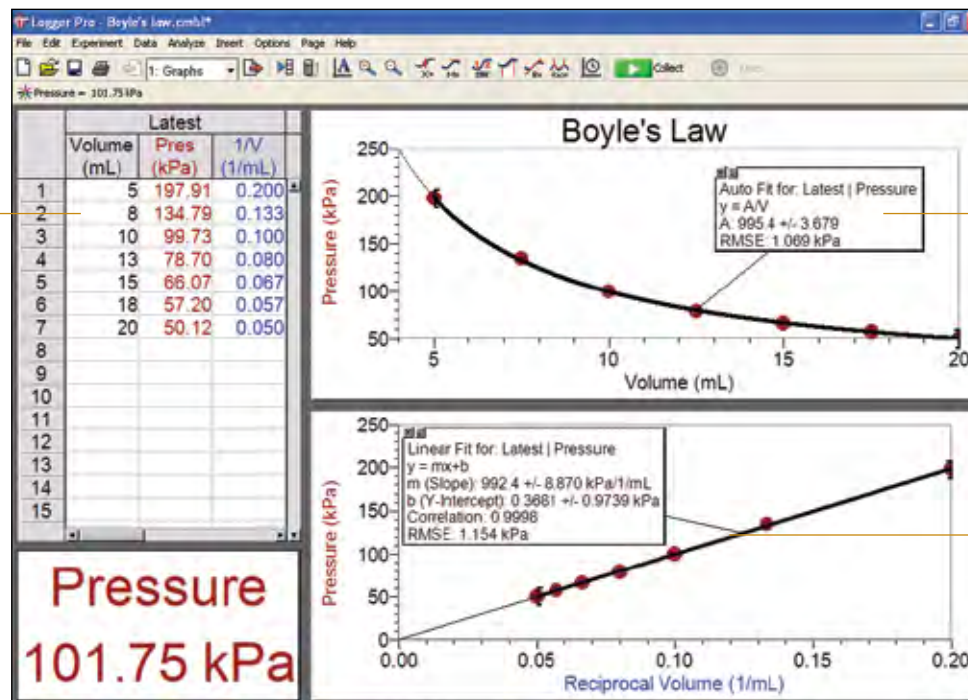 Logger Pro - Boyle's law.cmbl*
File Edit Experiment Data Analyze Insert Options Page Help
1: Graphs
Collect
Pressure = 101.75 kPa
Latest
Volume Pres 1/V
(mL) (kPa) (1/mL)
1 5 197.91 0.200
2 8 134.79 0.133
3 10 99.73 0.100
4 13 78.70 0.080
5 15 66.07 0.067
6 18 57.20 0.057
7 20 50.12 0.050
8
9
10
11
12
13
14
15
Pressure
101.75 kPa
Boyle's Law
Pressure (kPa)
250
200
150
100
50
5 10 15 20
Volume (mL)
Auto Fit for: Latest | Pressure
y = A/V
A: 995.4 +/- 3.679
RMSE: 1.069 kPa
Pressure (kPa)
250
200
150
100
50
0
0.00 0.05 0.10 0.15 0.20
Reciprocal Volume (1/mL)
Linear Fit for: Latest | Pressure
y = mx+b
m (Slope): 992.4 +/- 8.870 kPa/1/mL
b (Y-Intercept): 0.3661 +/- 0.9739 kPa
Correlation: 0.9998
RMSE: 1.154 kPa